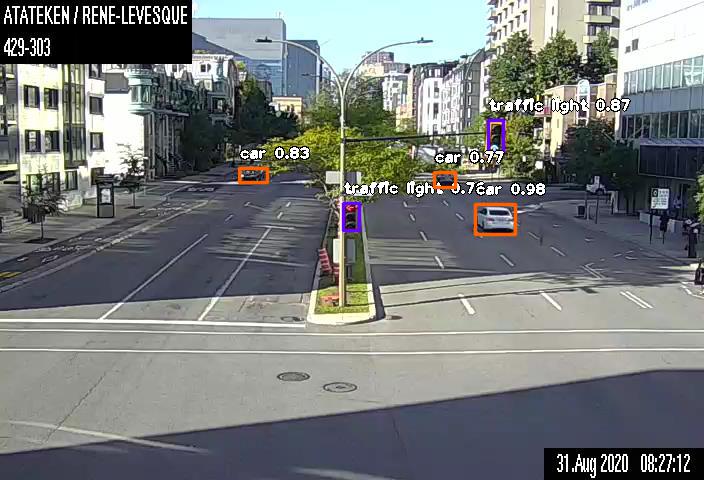 ATATEKEN / RENE-LEVESQUE
429-303
traffic light 0.87
car 0.83
car 0.77
traffic light 0.7
car 0.98
31.Aug 2020 08:27:12